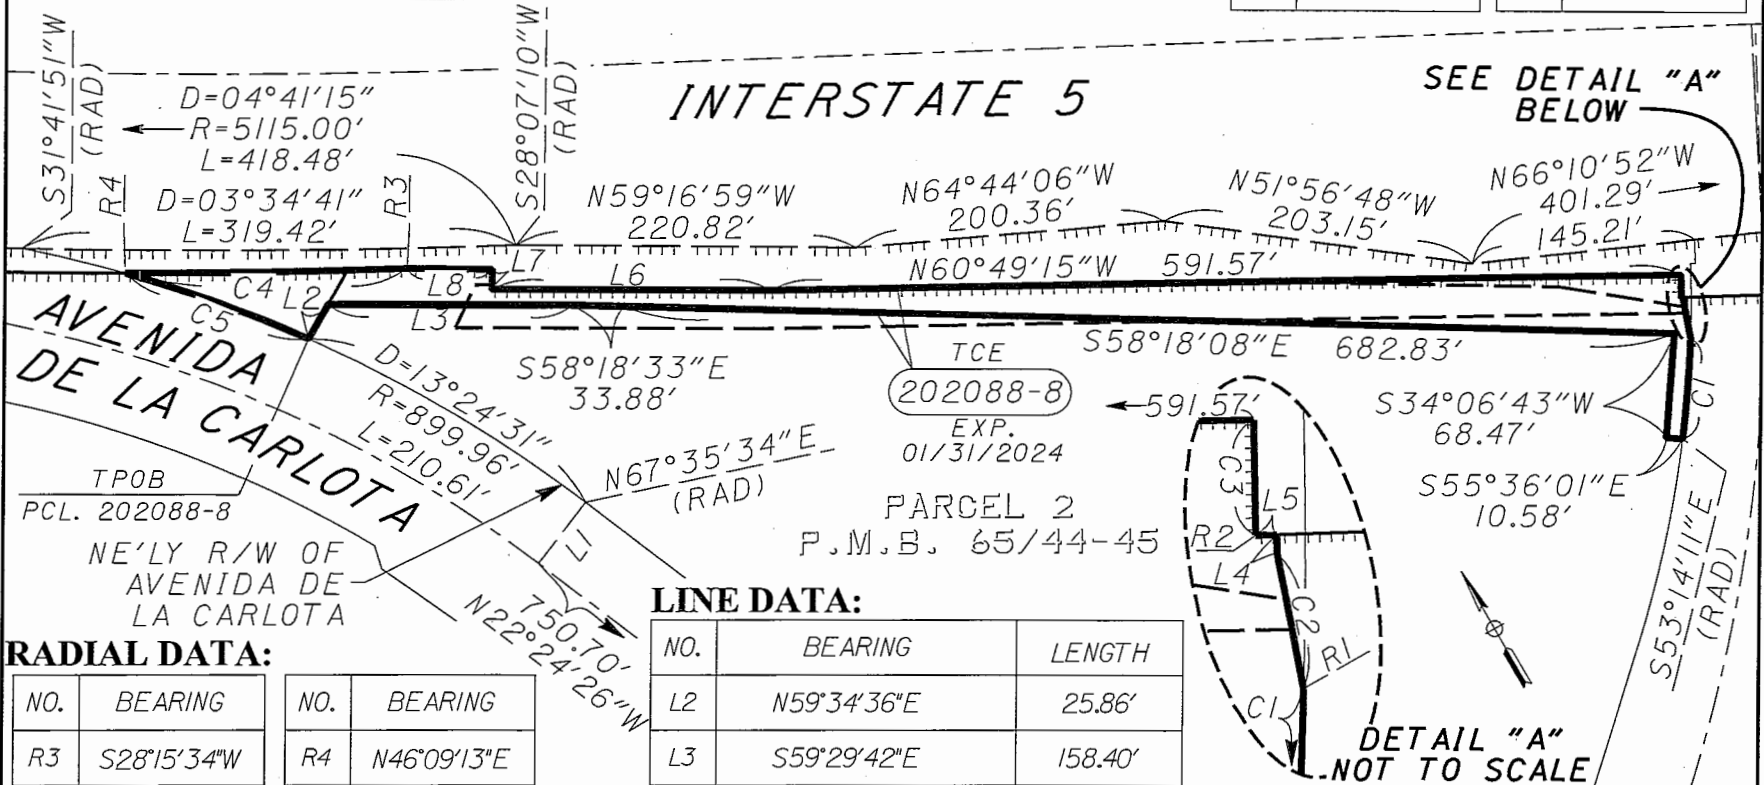 INTERSTATE 5
SEE DETAIL "A"
BELOW
S31°41'51"W
(RAD)
R4
D=04°41'15"
R=5115.00'
L=418.48'
D=03°34'41"
L=319.42'
R3
S28°07'10"W
(RAD)
N59°16'59"W
220.82'
N64°44'06"W
200.36'
N51°56'48"W
203.15'
N66°10'52"W
401.29'
145.21'
L7
L6
N60°49'15"W 591.57'
C4
L2
L8
C5
L3
AVENIDA
DE LA CARLOTA
S58°18'33"E
33.88'
TCE
202088-8
EXP.
01/31/2024
S58°18'08"E 682.83'
D=13°24'31"
R=899.96'
L=210.61'
N67°35'34"E
(RAD)
S34°06'43"W
68.47'
C1
S55°36'01"E
10.58'
S53°14'11"E
(RAD)
TPOB
PCL. 202088-8
NE'LY R/W OF
AVENIDA DE
LA CARLOTA
L1
750.70'
N22°24'26"W
PARCEL 2
P.M.B. 65/44-45
591.57'
C3
L5
R2
L4
C2
R1
C1
DETAIL "A"
NOT TO SCALE
RADIAL DATA:
NO. BEARING NO. BEARING
R3 S28°15'34"W R4 N46°09'13"E
LINE DATA:
NO. BEARING LENGTH
L2 N59°34'36"E 25.86'
L3 S59°29'42"E 158.40'